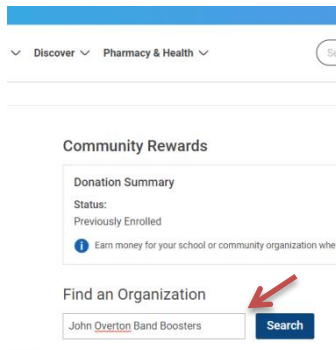 Discover Pharmacy & Health
Community Rewards
Donation Summary
Status:
Previously Enrolled
Earn money for your school or community organization
Find an Organization
John Overton Band Boosters Search